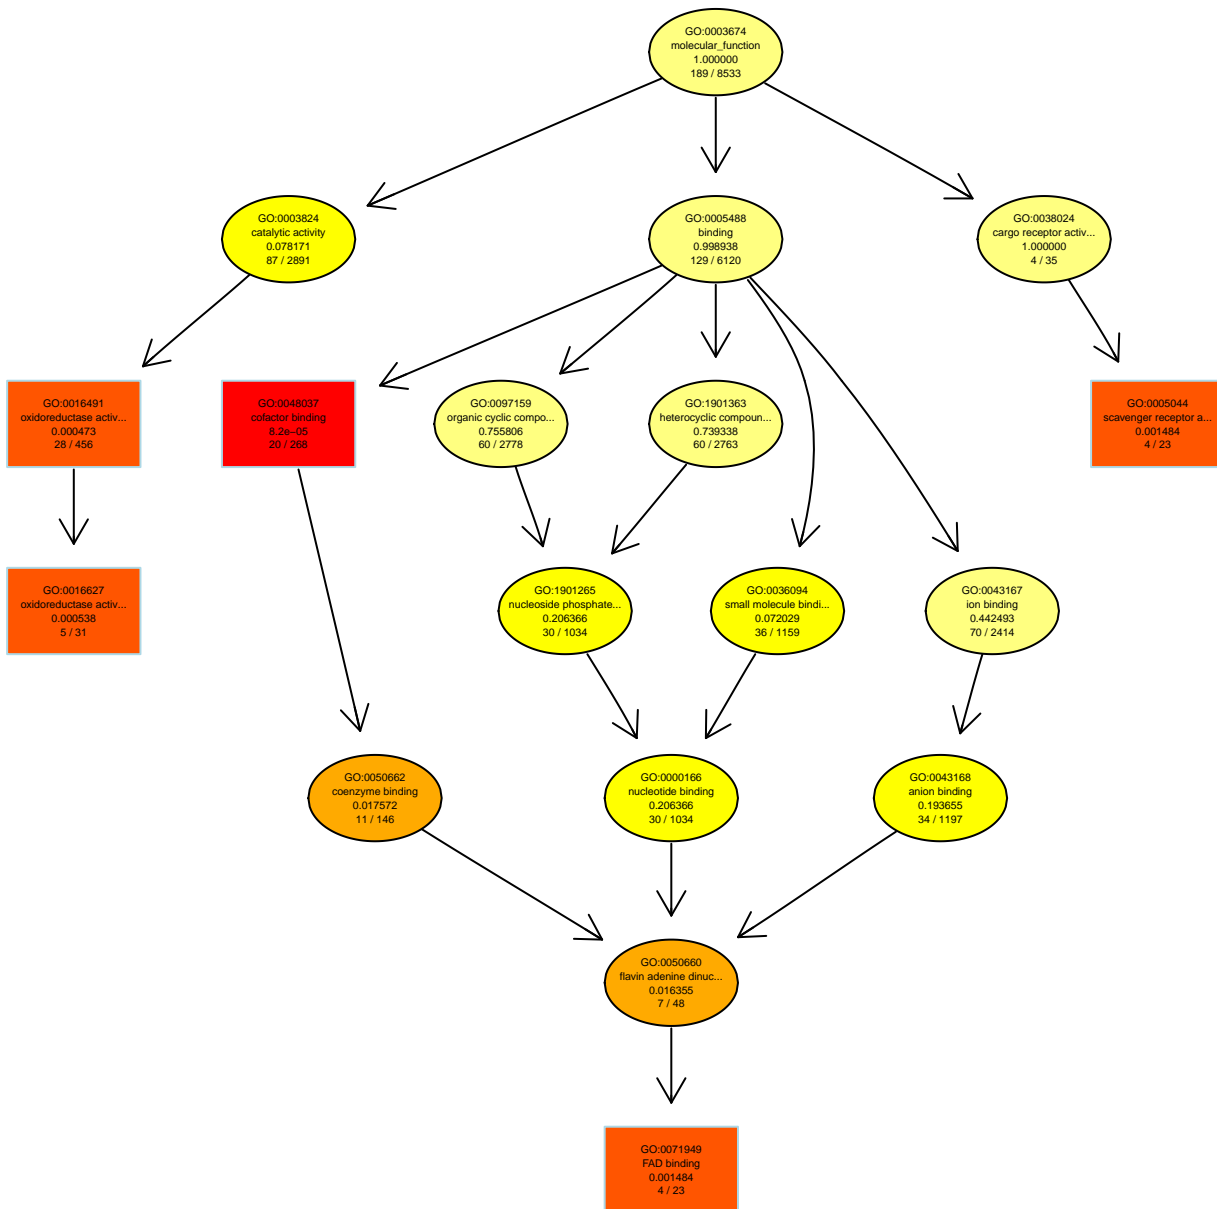 GO:0003674
molecular_function
1.000000
189 / 8533
GO:0003824
catalytic activity
0.078171
87 / 2891
GO:0005488
binding
0.998938
129 / 6120
GO:0038024
cargo receptor activ...
1.000000
4 / 35
GO:0016491
oxidoreductase activ...
0.000473
28 / 456
GO:0048037
cofactor binding
8.2e−05
20 / 268
GO:0097159
organic cyclic compo...
0.755806
60 / 2778
GO:1901363
heterocyclic compoun...
0.739338
60 / 2763
GO:0005044
scavenger receptor a...
0.001484
4 / 23
GO:0016627
oxidoreductase activ...
0.000538
5 / 31
GO:1901265
nucleoside phosphate...
0.206366
30 / 1034
GO:0036094
small molecule bindi...
0.072029
36 / 1159
GO:0043167
ion binding
0.442493
70 / 2414
GO:0050662
coenzyme binding
0.017572
11 / 146
GO:0000166
nucleotide binding
0.206366
30 / 1034
GO:0043168
anion binding
0.193655
34 / 1197
GO:0050660
flavin adenine dinuc...
0.016355
7 / 48
GO:0071949
FAD binding
0.001484
4 / 23